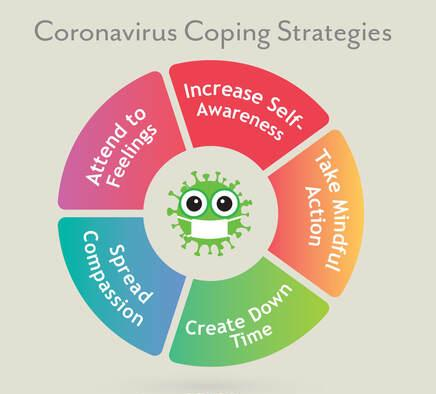 Coronavirus Coping Strategies
Increase Self-
Awareness
Take Mindful
Action
Create Down
Time
Spread
Compassion
Attend to
Feelings